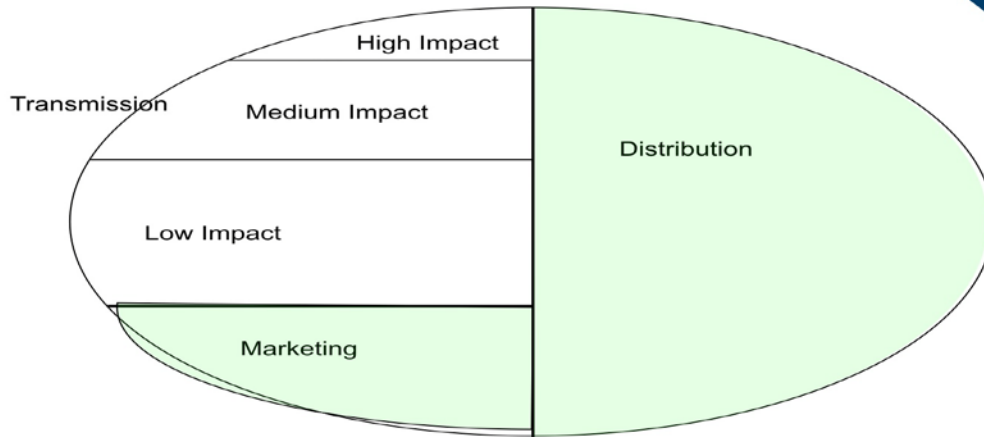 High Impact
Transmission
Medium Impact
Distribution
Low Impact
Marketing